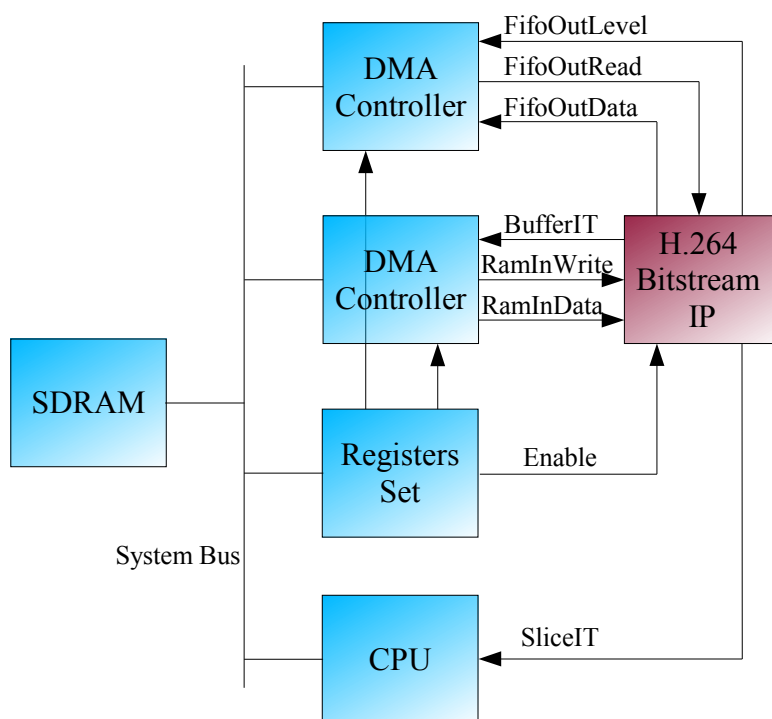 FifoOutLevel
DMA
Controller
FifoOutRead
FifoOutData
BufferIT
DMA
Controller
RamInWrite
RamInData
H.264
Bitstream
IP
SDRAM
Registers
Set
Enable
System Bus
CPU
SliceIT